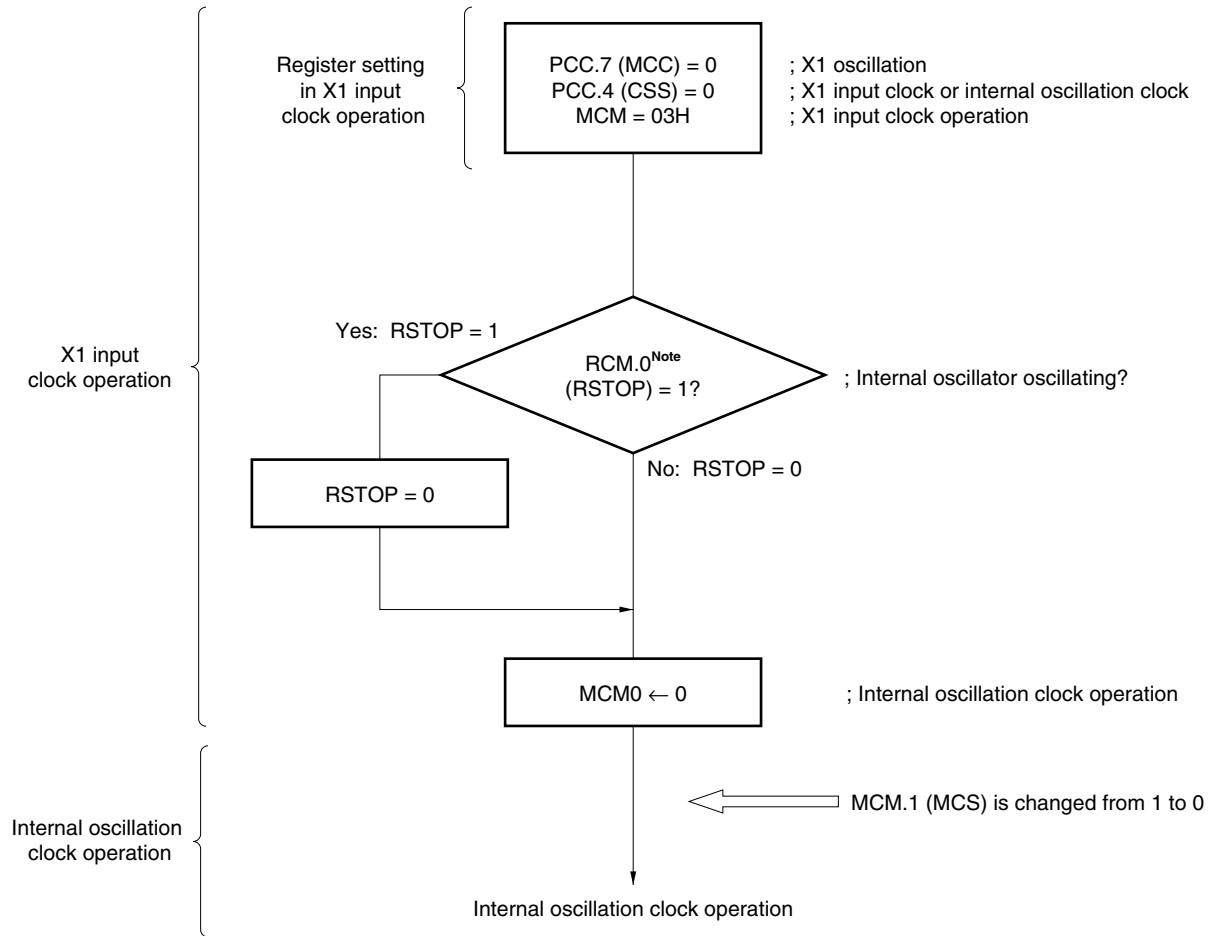 Register setting
in X1 input
clock operation
PCC.7 (MCC) = 0
PCC.4 (CSS) = 0
MCM = 03H
; X1 oscillation
; X1 input clock or internal oscillation clock
; X1 input clock operation
X1 input
clock operation
Yes: RSTOP = 1
RCM.0Note
(RSTOP) = 1?
; Internal oscillator oscillating?
No: RSTOP = 0
RSTOP = 0
MCM0 ← 0
; Internal oscillation clock operation
Internal oscillation
clock operation
MCM.1 (MCS) is changed from 1 to 0
Internal oscillation clock operation